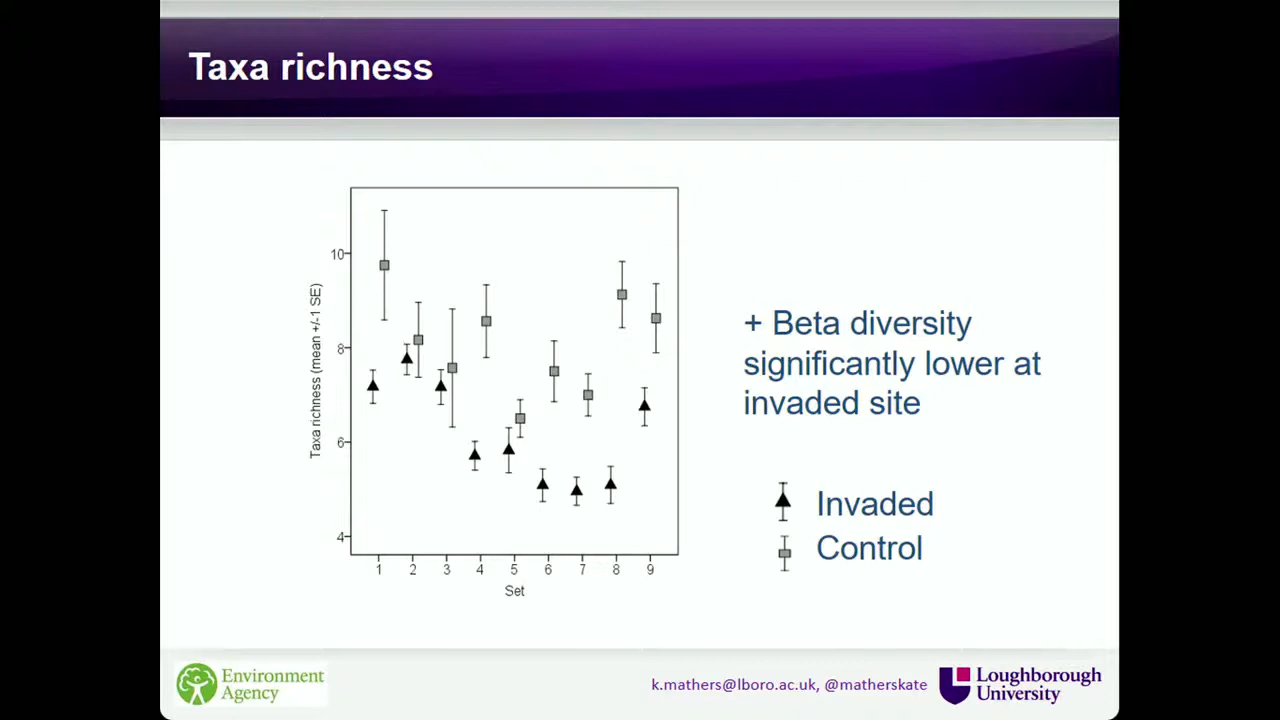 Taxa richness
Taxa richness (mean +/-1 SE)
10
8
6
4
1 2 3 4 5 6 7 8 9
Set
+ Beta diversity
significantly lower at
invaded site
Invaded
Control
Environment
Agency
k.mathers@lboro.ac.uk, @matherskate
Loughborough
University